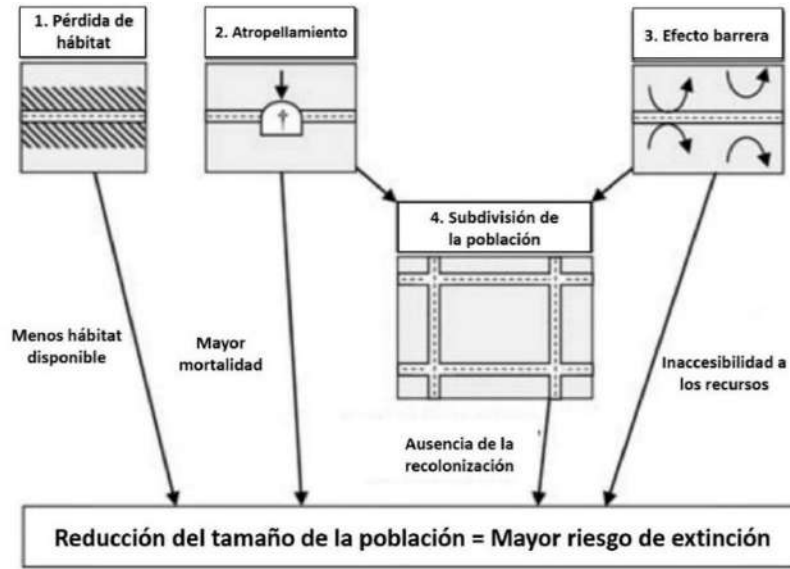 1. Pérdida de
hábitat
2. Atropellamiento
3. Efecto barrera
4. Subdivisión de
la población
Menos hábitat
disponible
Mayor
mortalidad
Inaccesibilidad a
los recursos
Ausencia de la
recolonización
Reducción del tamaño de la población = Mayor riesgo de extinción